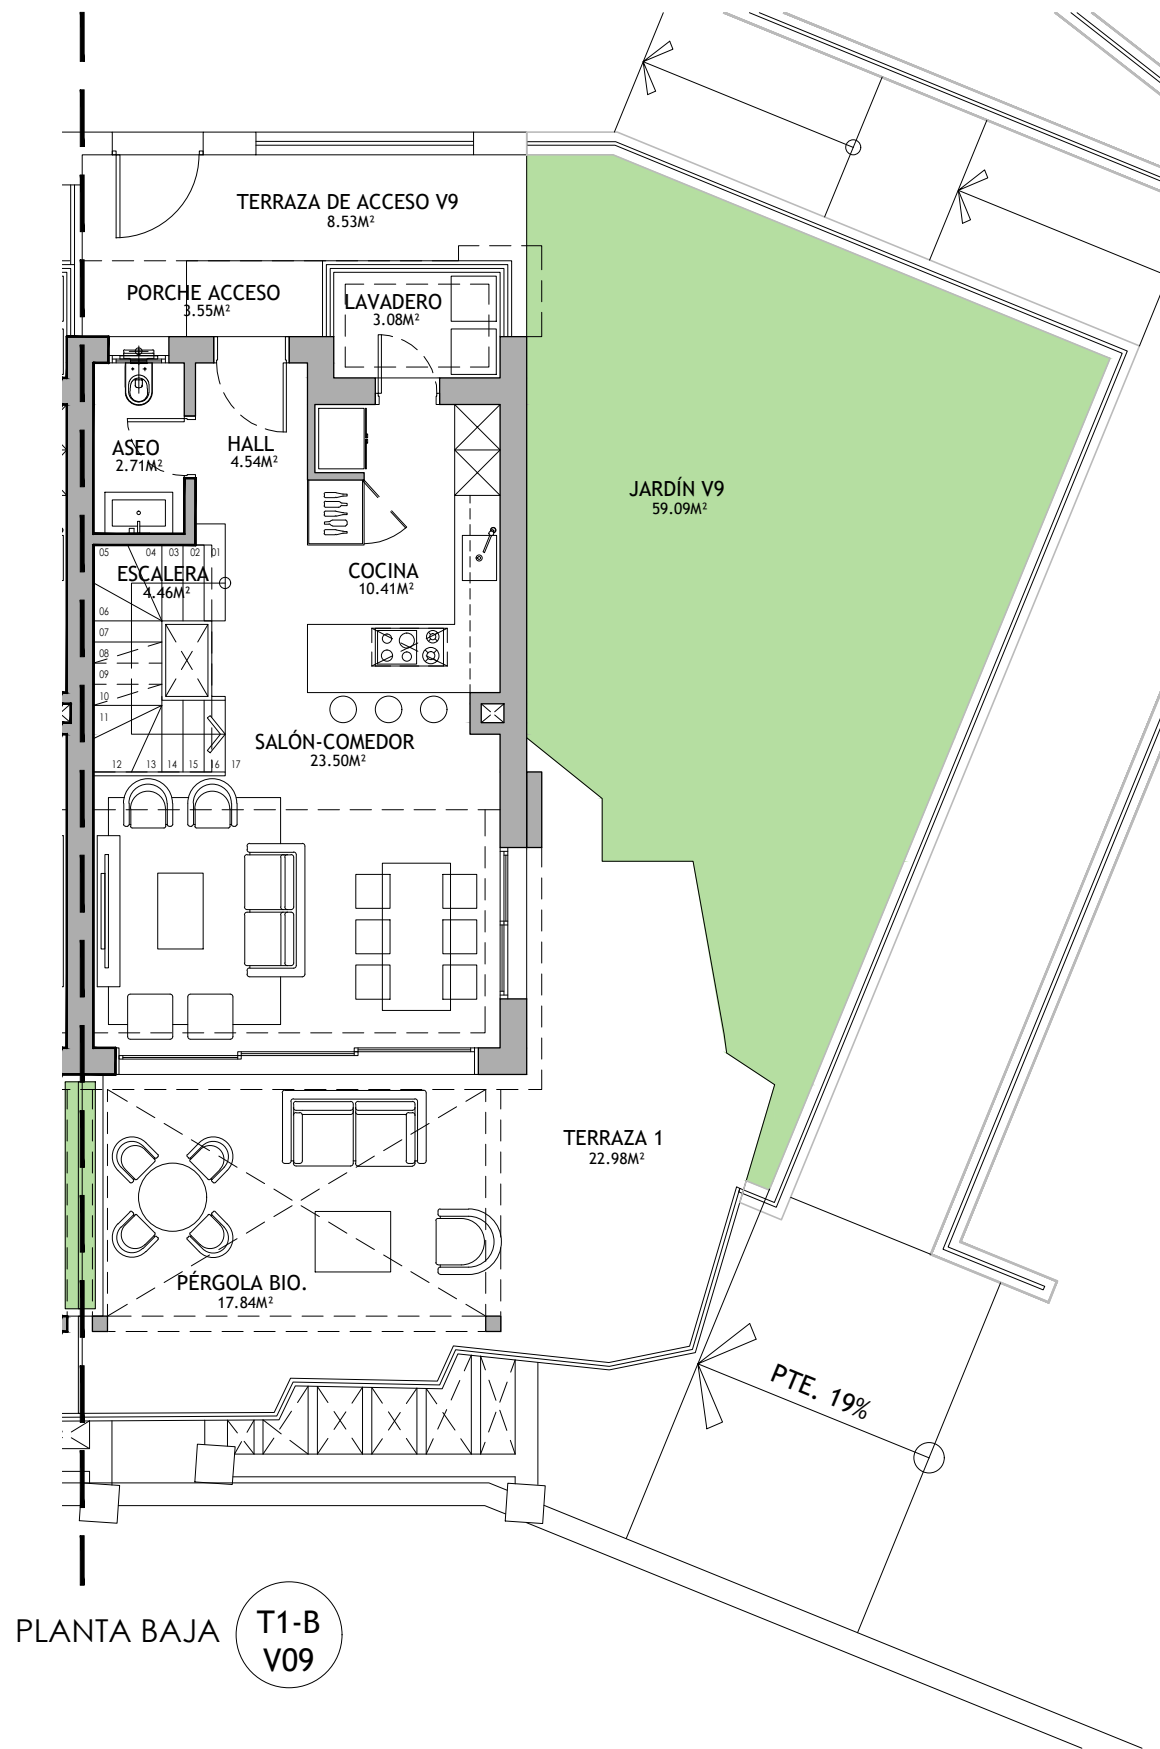 TERRAZA DE ACCESO V9
8.53M²
PORCHE ACCESO
3.55M²
LAVADERO
3.08M²
ASEO
2.71M²
HALL
4.54M²
JARDÍN V9
59.09M²
05 04 03 02 01
ESCALERA
4.46M²
COCINA
10.41M²
06
07
08
09
10
11
SALÓN-COMEDOR
23.50M²
12 13 14 15 16 17
TERRAZA 1
22.98M²
PÉRGOLA BIO.
17.84M²
PTE. 19%
PLANTA BAJA
T1-B
V09